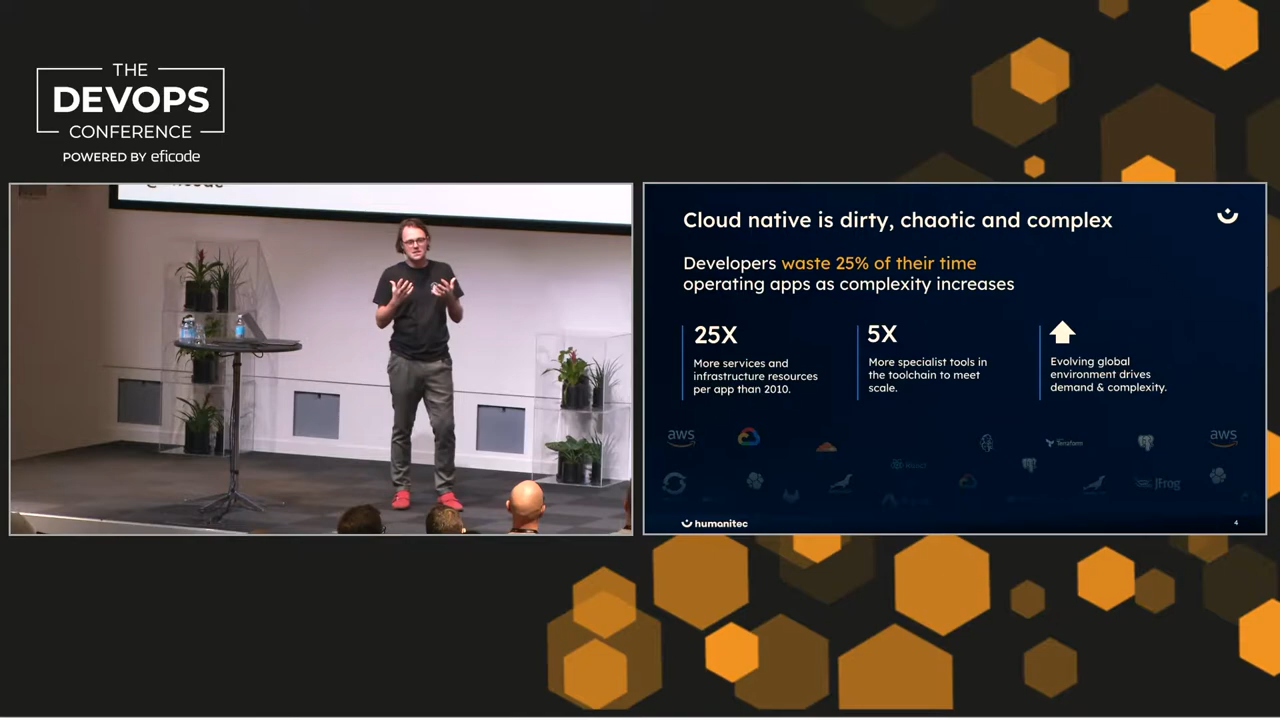 THE
DEVOPS
CONFERENCE
POWERED BY eficode
Cloud native is dirty, chaotic and complex
Developers waste 25% of their time
operating apps as complexity increases
25X
More services and
infrastructure resources
per app than 2010.
5X
More specialist tools in
the toolchain to meet
scale.
Evolving global
environment drives
demand & complexity.
aws
Terraform
aws
JFrog
humanitec
4